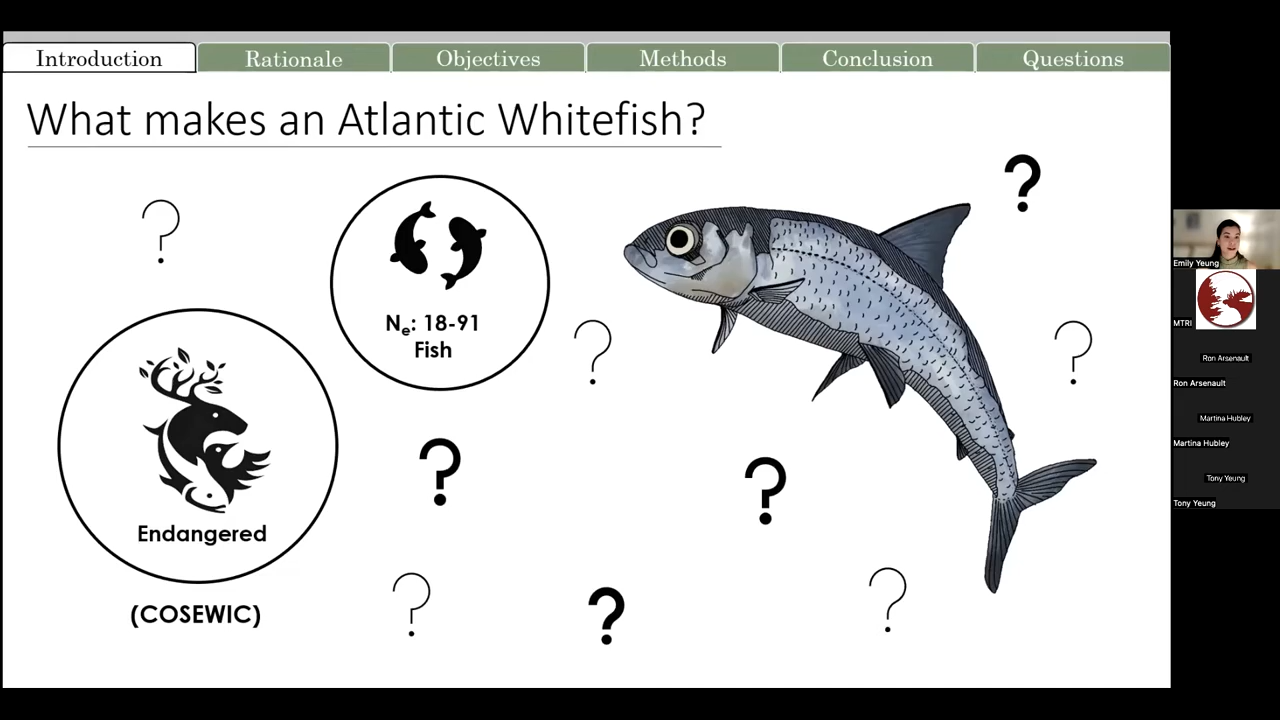 Introduction
Rationale
Objectives
Methods
Conclusion
Questions
What makes an Atlantic Whitefish?
?
?
Ne: 18-91
Fish
?
?
Endangered
(COSEWIC)
?
?
?
?
?
Emily Yeung
MTRI
Ron Arsenault
Ron Arsenault
Martina Hubley
Martina Hubley
Tony Yeung
Tony Yeung